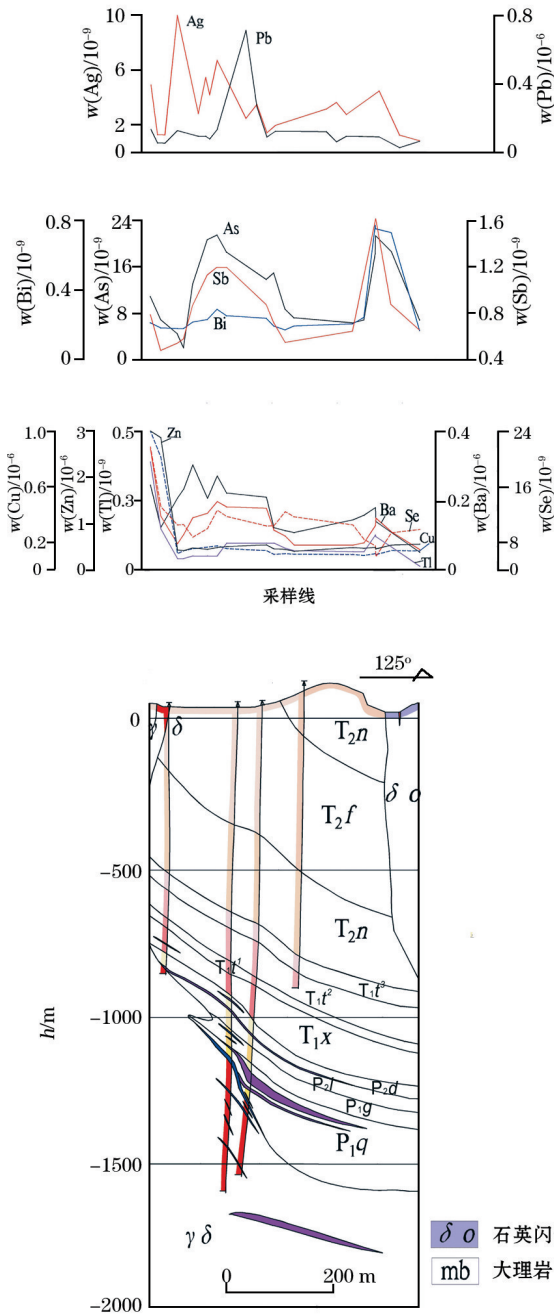 w(Ag)/10⁻⁹
10
6
2
0
Ag
Pb
0.8
0.4
0
w(Pb)/10⁻⁶
w(Bi)/10⁻⁹
0.8
0.4
0
w(As)/10⁻⁹
24
16
8
0
As
Sb
Bi
1.6
1.2
0.8
0.4
w(Sb)/10⁻⁹
w(Cu)/10⁻⁶
1.0
0.6
0.2
0
w(Zn)/10⁻⁶
3
2
1
0
w(Tl)/10⁻⁹
0.5
0.3
0
Zn
Ba
Se
Cu
Tl
0.4
0.2
0
w(Ba)/10⁻⁶
24
16
8
0
w(Se)/10⁻⁹
采样线
125°
h/m
0
−500
−1000
−1500
−2000
γ δ
T₂n
δ o
T₂f
T₂n
T₁t¹
T₁t²
T₁t³
T₁x
P₂l
P₂d
P₁g
P₁q
γδ
0 200 m
δ o 石英闪
mb 大理岩